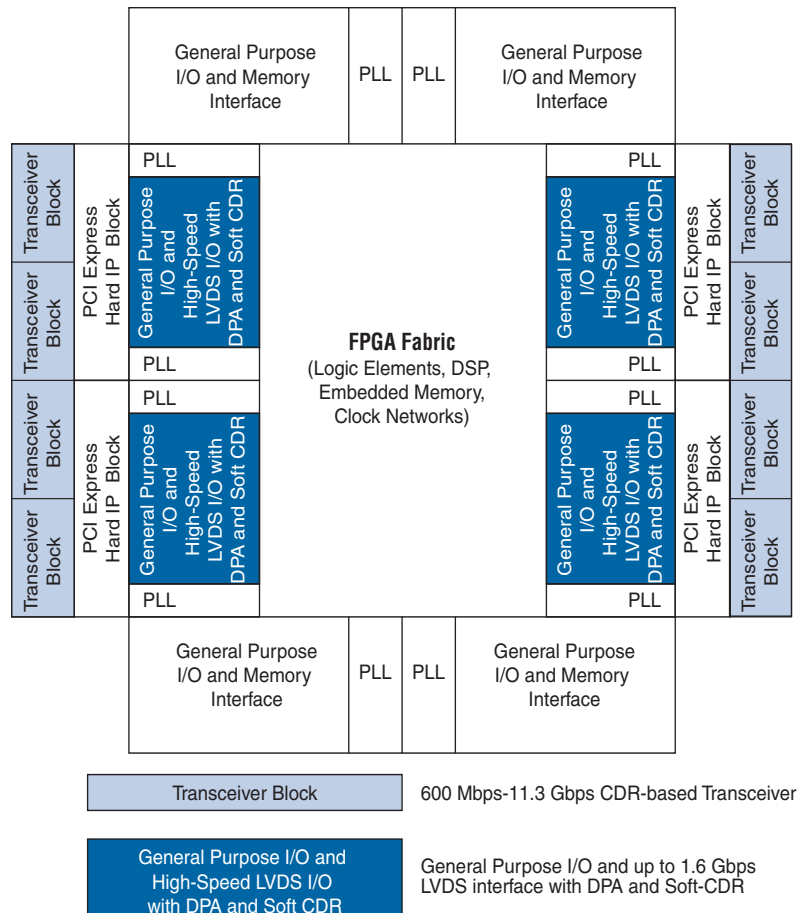 General Purpose
I/O and Memory
Interface
PLL
PLL
General Purpose
I/O and Memory
Interface
Transceiver
Block
Transceiver
Block
Transceiver
Block
Transceiver
Block
PCI Express
Hard IP Block
PCI Express
Hard IP Block
PLL
General Purpose
I/O and
High-Speed
LVDS I/O with
DPA and Soft CDR
PLL
PLL
General Purpose
I/O and
High-Speed
LVDS I/O with
DPA and Soft CDR
PLL
FPGA Fabric
(Logic Elements, DSP,
Embedded Memory,
Clock Networks)
PLL
General Purpose
I/O and
High-Speed
LVDS I/O with
DPA and Soft CDR
PLL
PLL
General Purpose
I/O and
High-Speed
LVDS I/O with
DPA and Soft CDR
PLL
PCI Express
Hard IP Block
PCI Express
Hard IP Block
Transceiver
Block
Transceiver
Block
Transceiver
Block
Transceiver
Block
General Purpose
I/O and Memory
Interface
PLL
PLL
General Purpose
I/O and Memory
Interface
Transceiver Block
600 Mbps-11.3 Gbps CDR-based Transceiver
General Purpose I/O and
High-Speed LVDS I/O
with DPA and Soft CDR
General Purpose I/O and up to 1.6 Gbps
LVDS interface with DPA and Soft-CDR